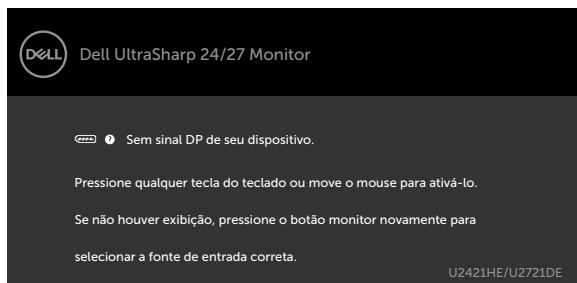 DELL
Dell UltraSharp 24/27 Monitor
Sem sinal DP de seu dispositivo.
Pressione qualquer tecla do teclado ou move o mouse para ativá-lo.
Se não houver exibição, pressione o botão monitor novamente para
selecionar a fonte de entrada correta.
U2421HE/U2721DE